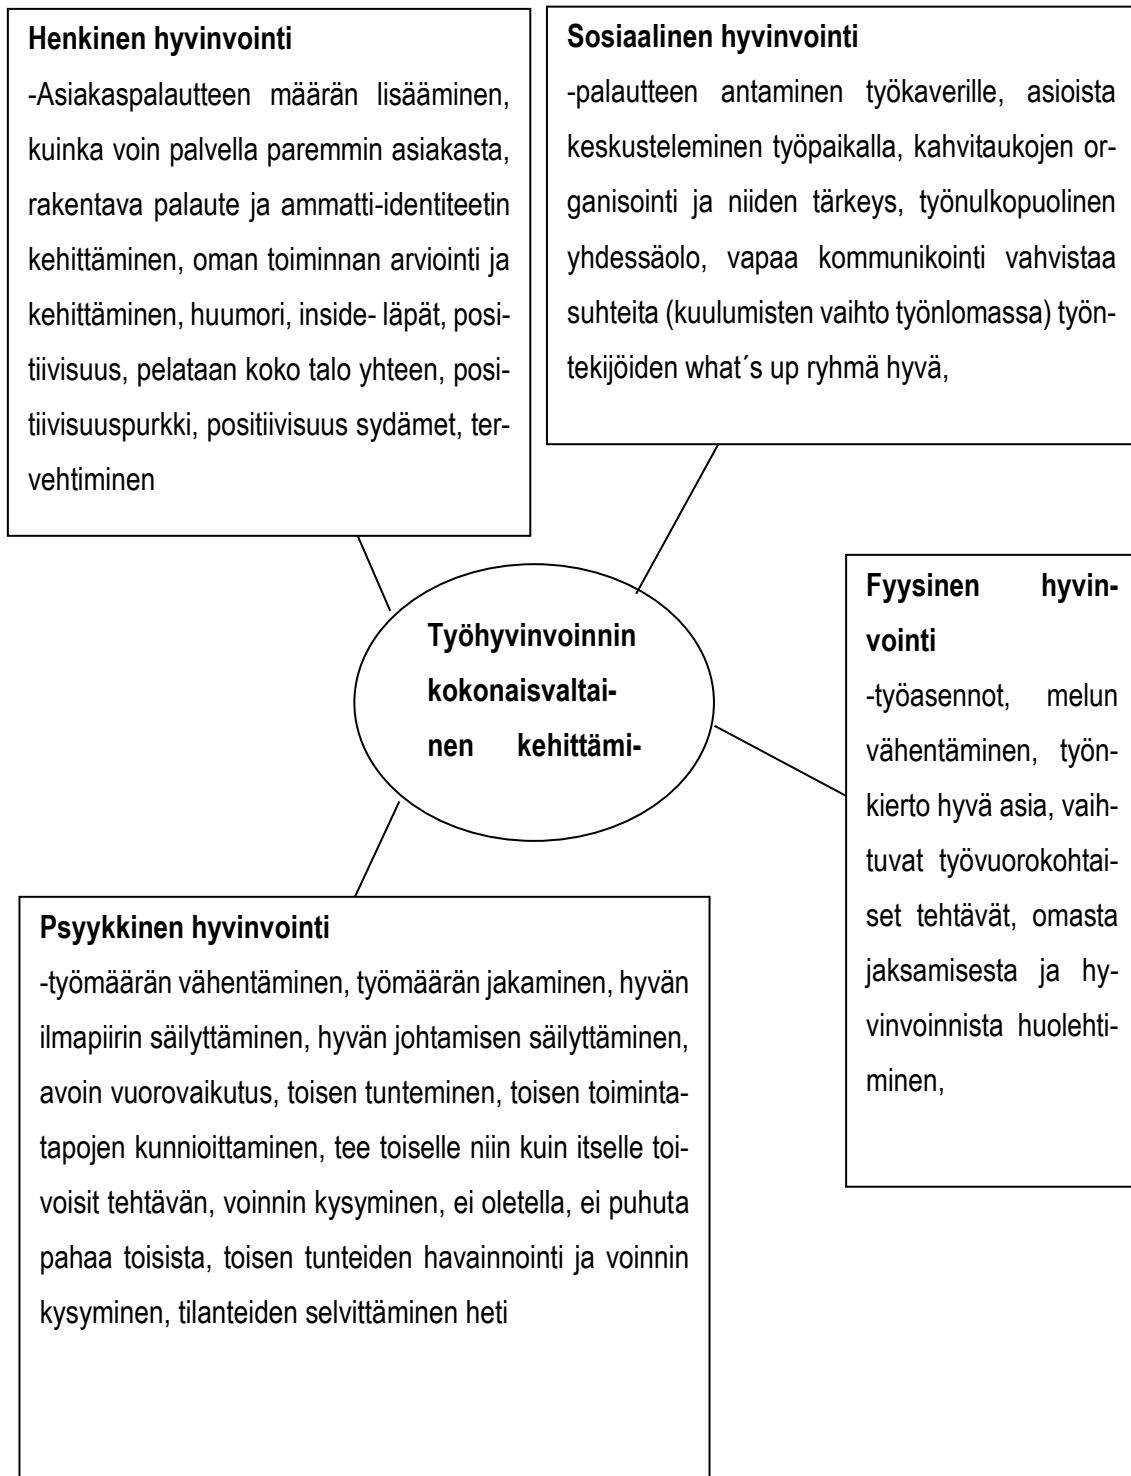 Henkinen hyvinvointi
-Asiakaspalautteen määrän lisääminen,
kuinka voin palvella paremmin asiakasta,
rakentava palaute ja ammatti-identiteetin
kehittäminen, oman toiminnan arviointi ja
kehittäminen, huumori, inside- läpät, posi-
tiivisuus, pelataan koko talo yhteen, posi-
tiivisuuspurkki, positiivisuus sydämet, ter-
vehtiminen
Sosiaalinen hyvinvointi
-palautteen antaminen työkaverille, asioista
keskusteleminen työpaikalla, kahvitaukojen or-
ganisointi ja niiden tärkeys, työnulkopuolinen
yhdessäolo, vapaa kommunikointi vahvistaa
suhteita (kuulumisten vaihto työnlomassa) työn-
tekijöiden what´s up ryhmä hyvä,
Työhyvinvoinnin
kokonaisvaltai-
nen kehittämi-
Fyysinen hyvin-
vointi
-työasennot, melun
vähentäminen, työn-
kierto hyvä asia, vaih-
tuvat työvuorokohtai-
set tehtävät, omasta
jaksamisesta ja hy-
vinvoinnista huolehti-
minen,
Psyykkinen hyvinvointi
-työmäärän vähentäminen, työmäärän jakaminen, hyvän
ilmapiirin säilyttäminen, hyvän johtamisen säilyttäminen,
avoin vuorovaikutus, toisen tunteminen, toisen toiminta-
tapojen kunnioittaminen, tee toiselle niin kuin itselle toi-
voisit tehtävän, voinnin kysyminen, ei oletella, ei puhuta
pahaa toisista, toisen tunteiden havainnointi ja voinnin
kysyminen, tilanteiden selvittäminen heti